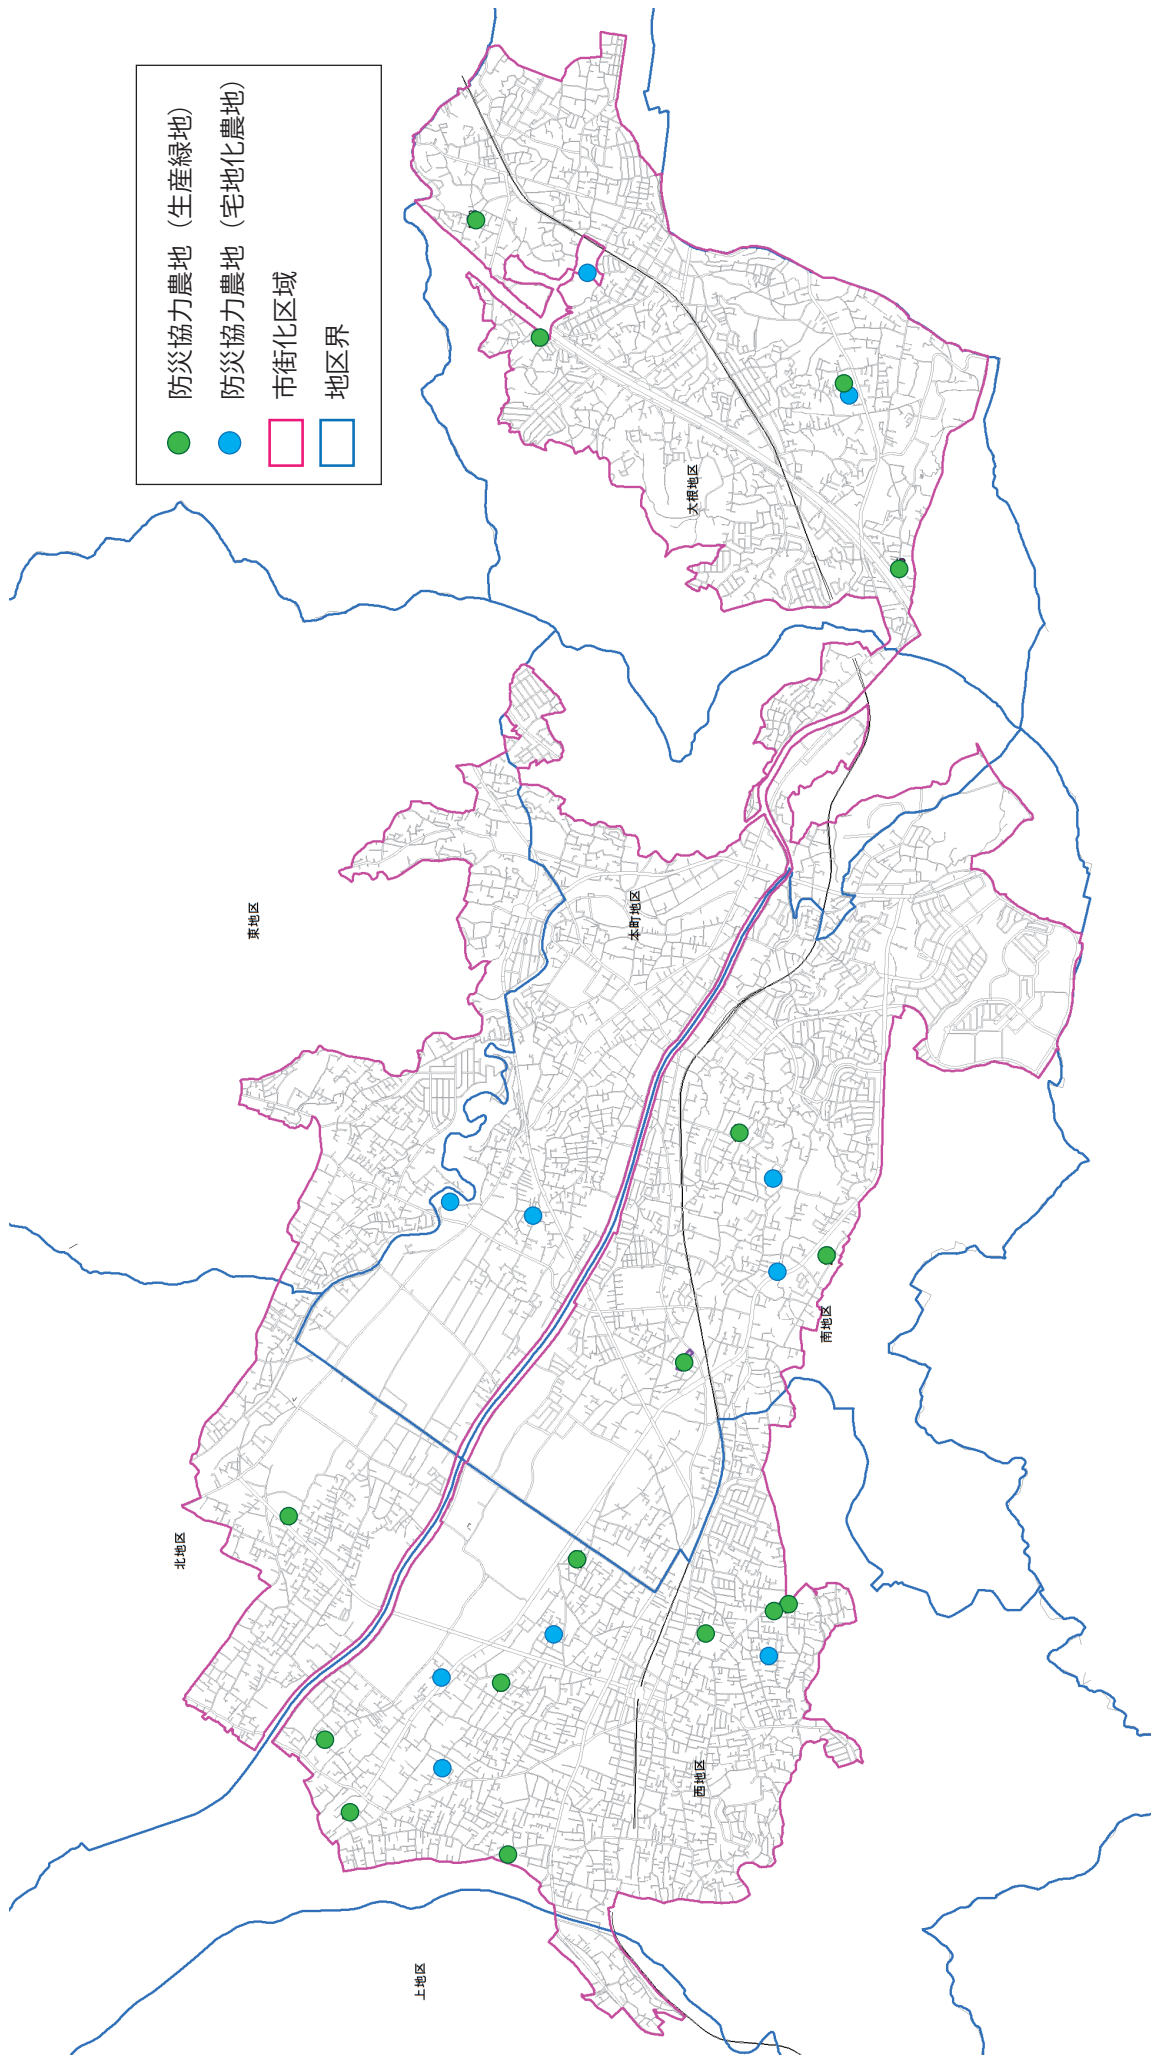 防災協力農地（生産緑地）
防災協力農地（宅地化農地）
市街化区域
地区界
北地区
東地区
上地区
西地区
本町地区
南地区
大根地区